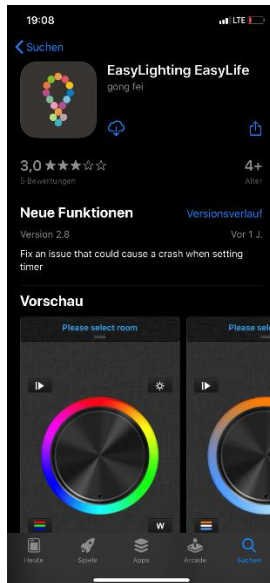 19:08
LTE
Suchen
EasyLighting EasyLife
gong fei
3,0
4+
5 Bewertungen
Alter
Neue Funktionen
Versionsverlauf
Version 2.8
Vor 1 J.
Fix an issue that could cause a crash when setting
timer
Vorschau
Please select room
Please sel
W
Heute
Spiele
Apps
Arcade
Suchen